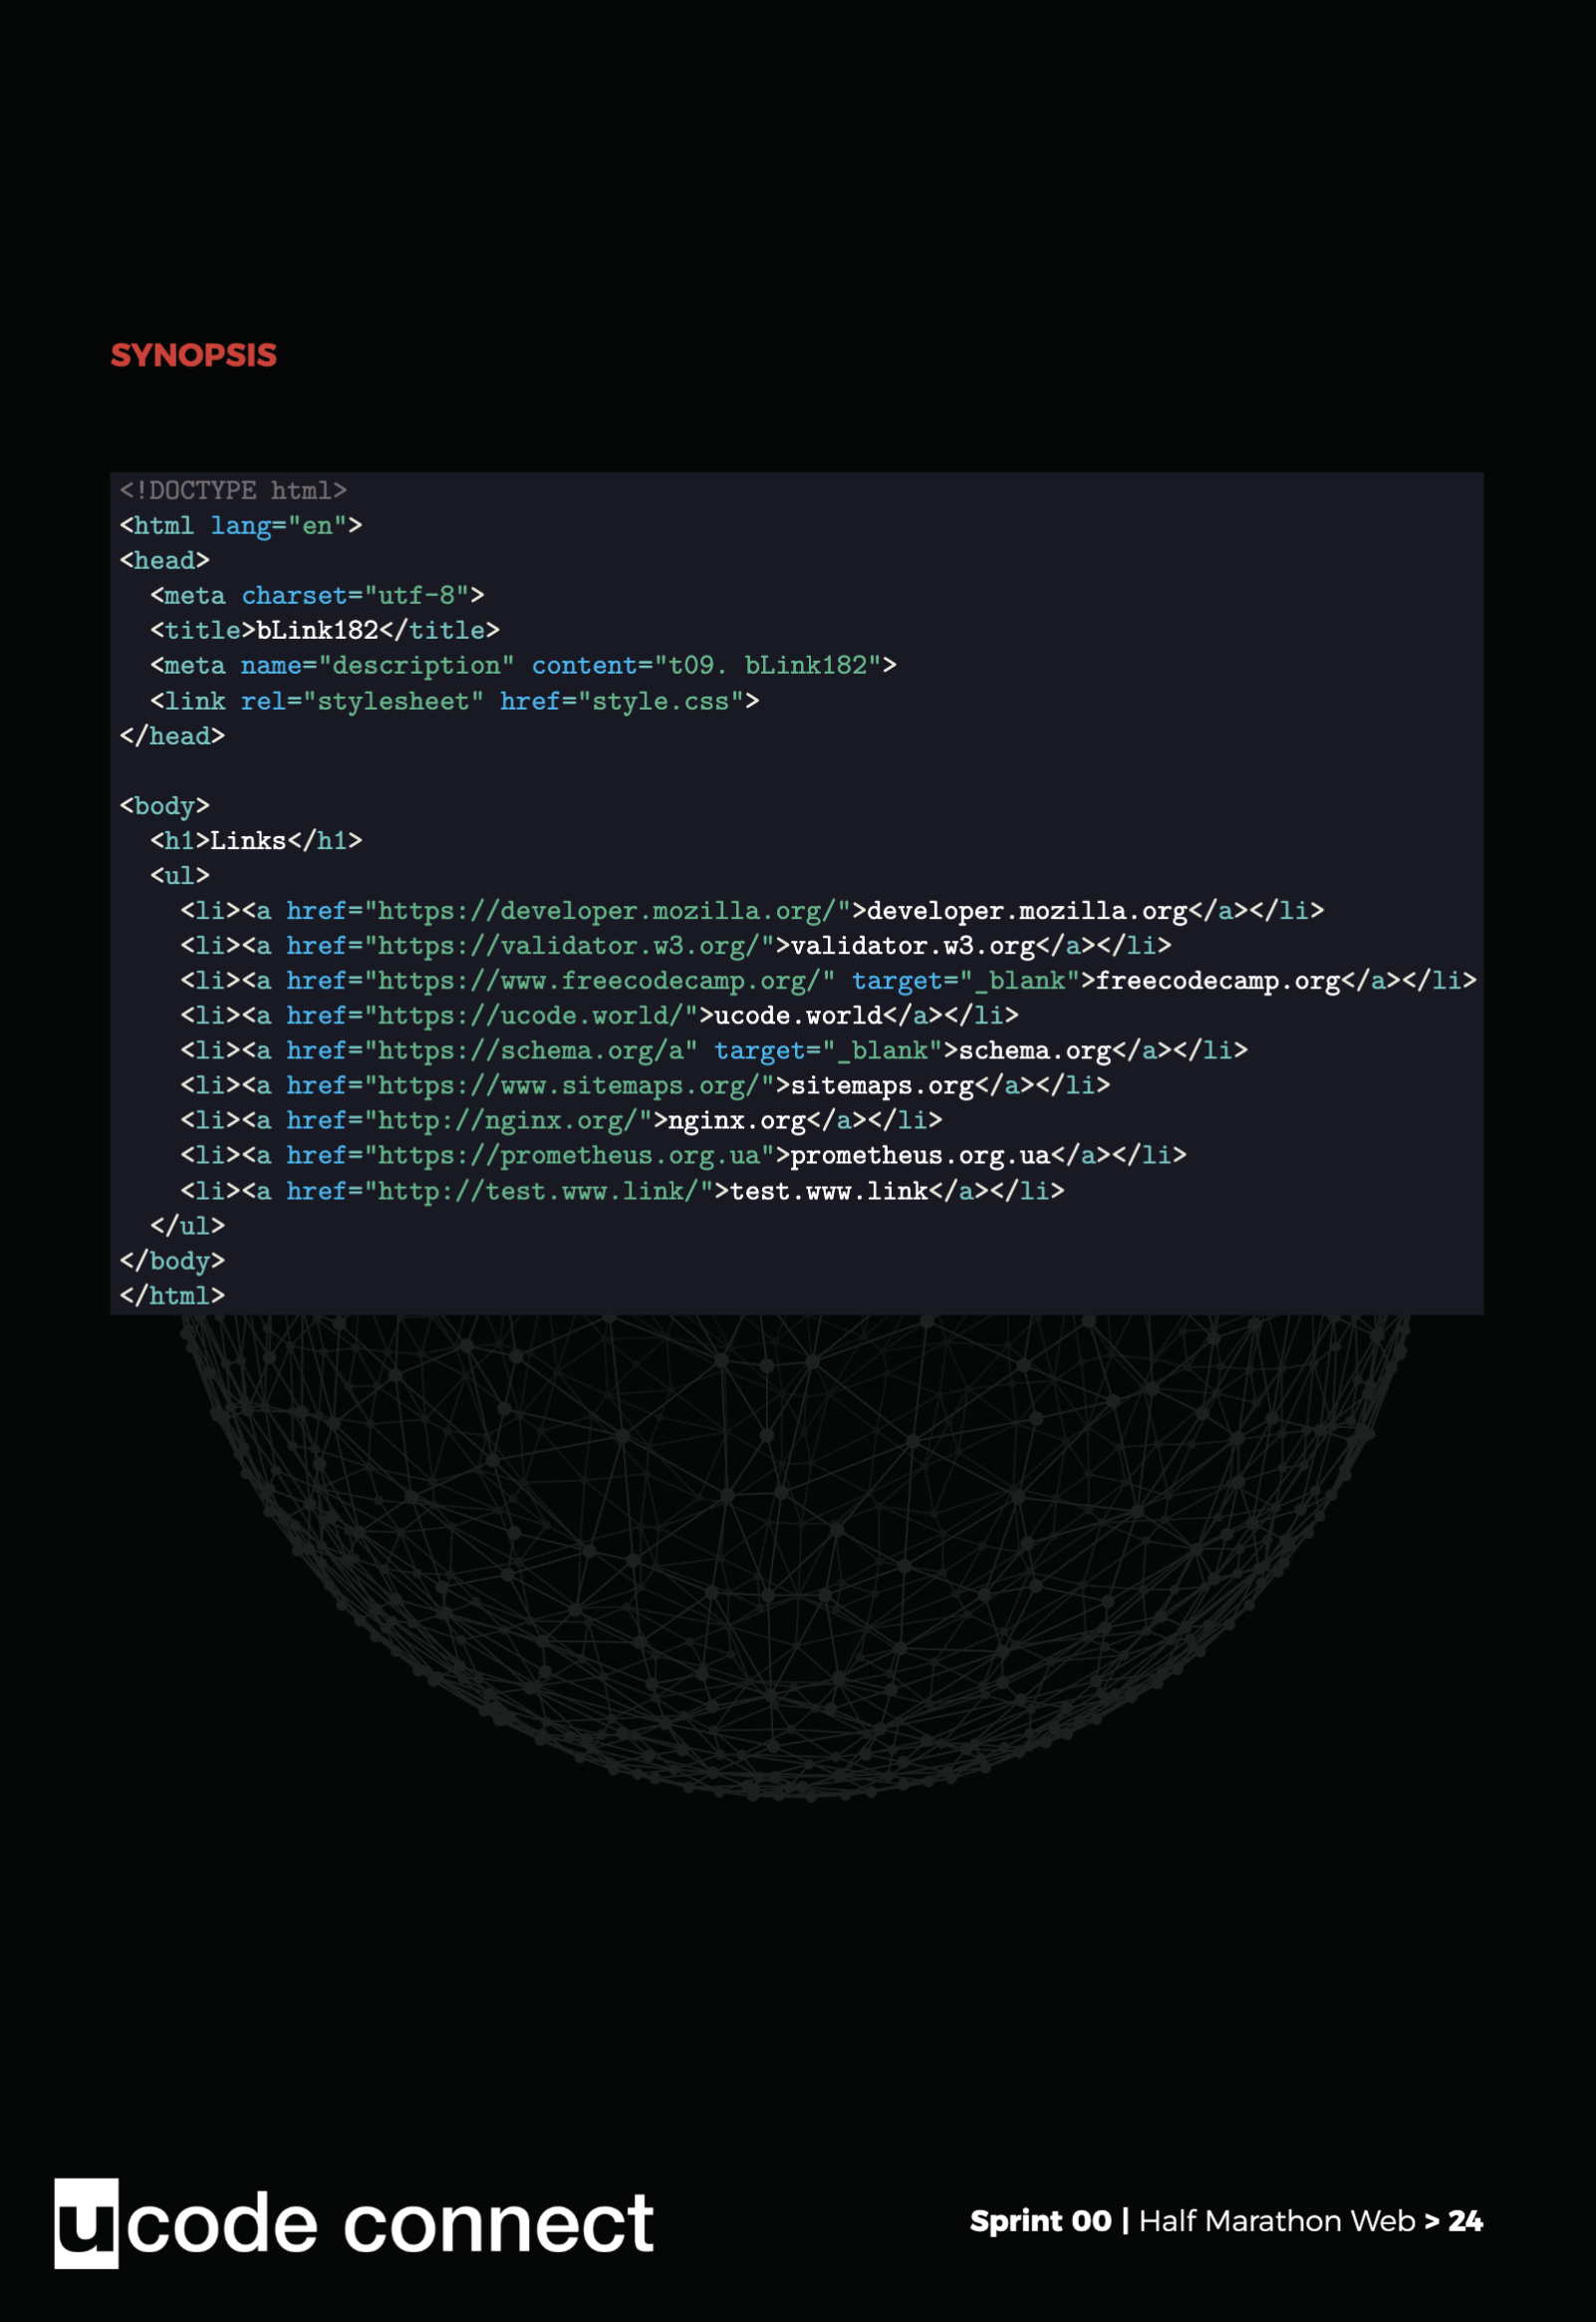 SYNOPSIS
<!DOCTYPE html>
<html lang="en">
<head>
  <meta charset="utf-8">
  <title>bLink182</title>
  <meta name="description" content="t09. bLink182">
  <link rel="stylesheet" href="style.css">
</head>

<body>
  <h1>Links</h1>
  <ul>
    <li><a href="https://developer.mozilla.org/">developer.mozilla.org</a></li>
    <li><a href="https://validator.w3.org/">validator.w3.org</a></li>
    <li><a href="https://www.freecodecamp.org/" target="_blank">freecodecamp.org</a></li>
    <li><a href="https://ucode.world/">ucode.world</a></li>
    <li><a href="https://schema.org/a" target="_blank">schema.org</a></li>
    <li><a href="https://www.sitemaps.org/">sitemaps.org</a></li>
    <li><a href="http://nginx.org/">nginx.org</a></li>
    <li><a href="https://prometheus.org.ua">prometheus.org.ua</a></li>
    <li><a href="http://test.www.link/">test.www.link</a></li>
  </ul>
</body>
</html>
ucode connect
Sprint 00 | Half Marathon Web > 24